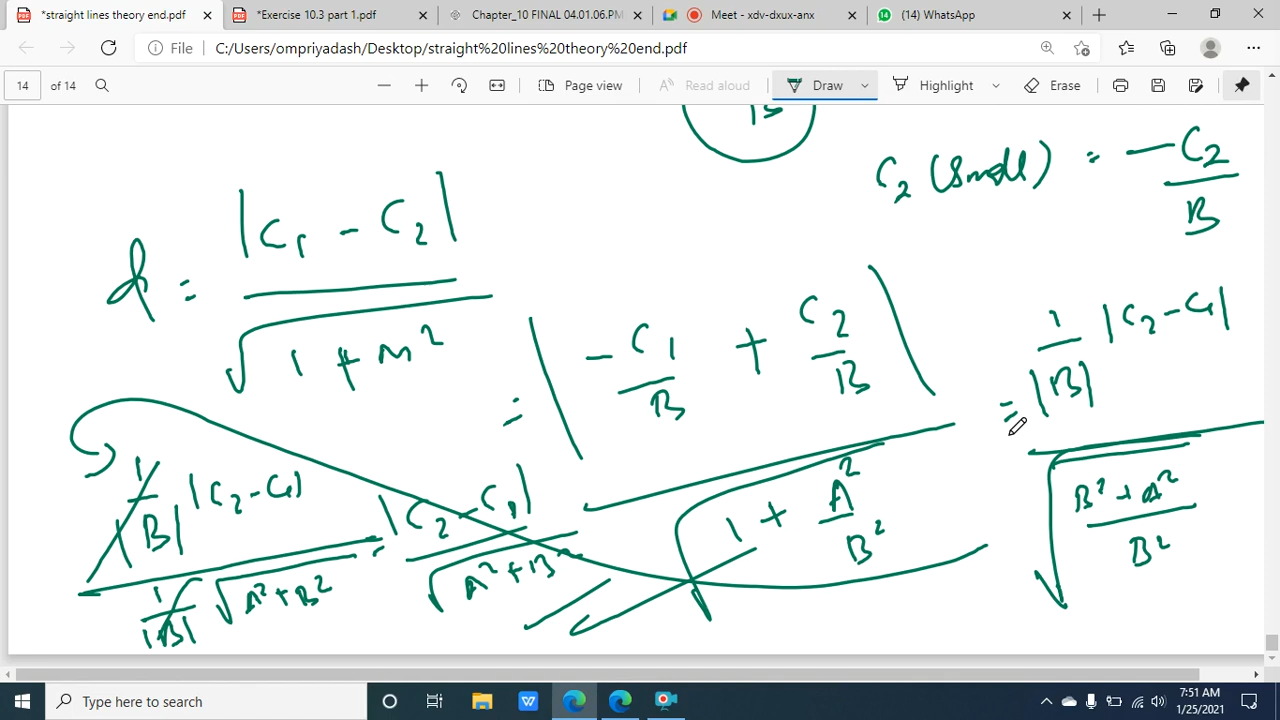 *straight lines theory end.pdf
*Exercise 10.3 part 1.pdf
Chapter_10 FINAL 04.01.06.PM
Meet - xdv-dxux-anx
(14) WhatsApp
File
C:/Users/ompriyadash/Desktop/straight%20lines%20theory%20end.pdf
14 of 14
Page view
Read aloud
Draw
Highlight
Erase
15
C2 (small) = -C2/B
d = |C1 - C2| / √(1 + m²)
= |-C1/B + C2/B| / √(1 + A²/B²)
= 1/|B| |C2 - C1| / √((B² + A²)/B²)
1/|B| |C2 - C1| / (1/|B| √(A² + B²)) = |C2 - C1| / √(A² + B²)
Type here to search
7:51 AM
1/25/2021